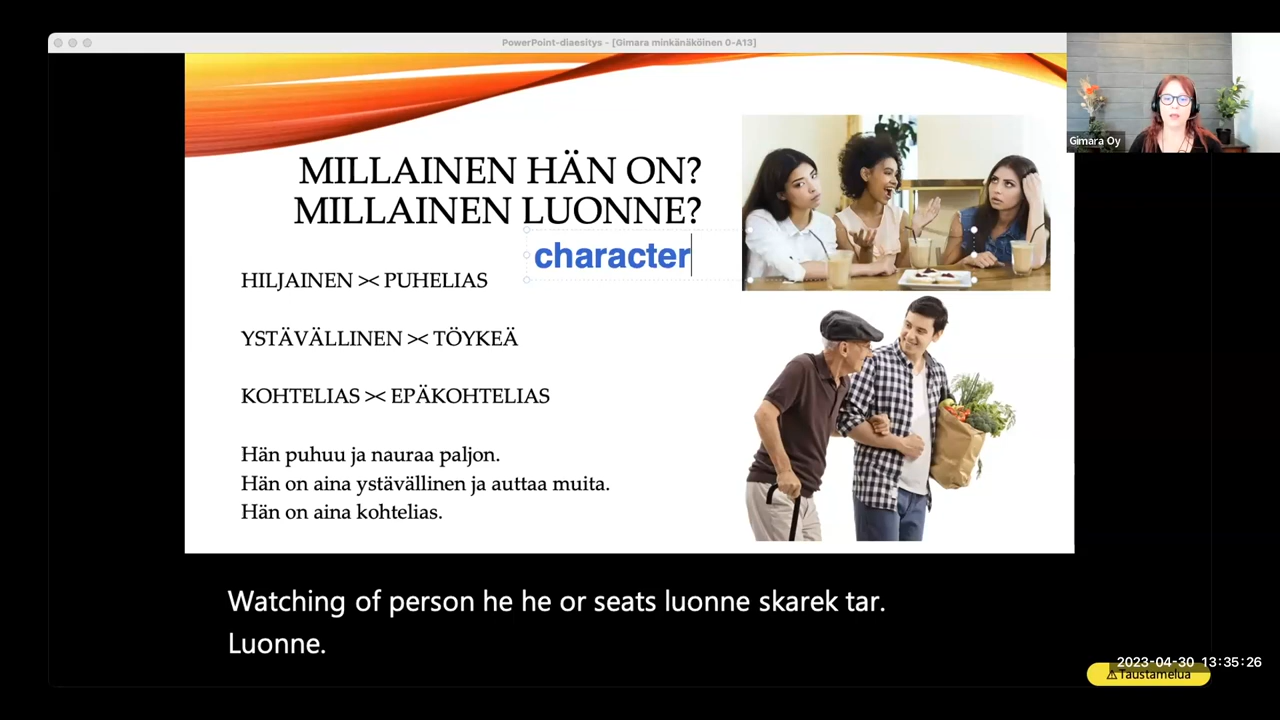 PowerPoint-diaesitys - [Gimara minkänäköinen 0-A13]
Gimara Oy
MILLAINEN HÄN ON?
MILLAINEN LUONNE?
character
HILJAINEN >< PUHELIAS
YSTÄVÄLLINEN >< TÖYKEÄ
KOHTELIAS >< EPÄKOHTELIAS
Hän puhuu ja nauraa paljon.
Hän on aina ystävällinen ja auttaa muita.
Hän on aina kohtelias.
Watching of person he he or seats luonne skarek tar.
Luonne.
2023-04-30 13:35:26
Taustamelua